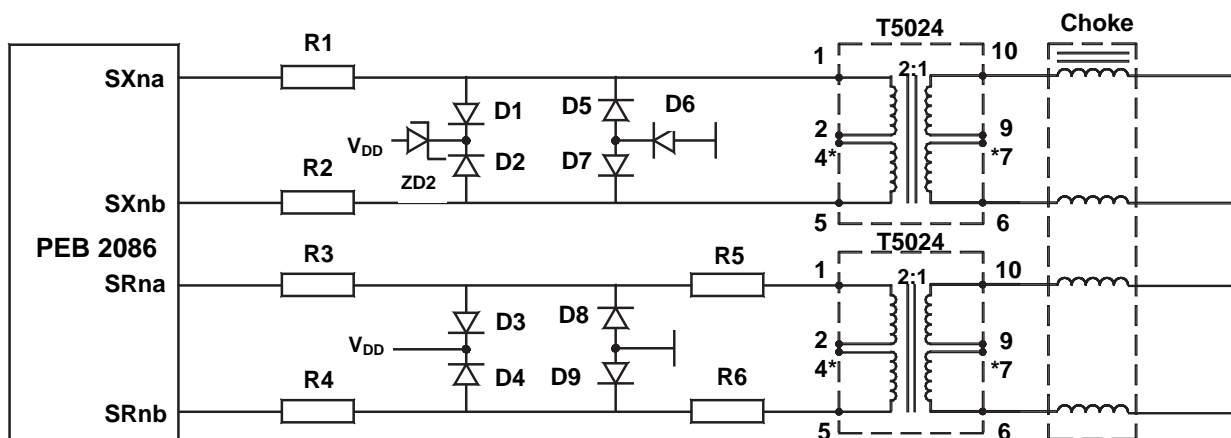 T5024
Choke
R1
1
10
SXna
2:1
D1
D5
D6
2
9
VDD
4*
*7
D2
D7
ZD2
R2
SXnb
5
6
PEB 2086
T5024
R3
R5
1
10
SRna
2:1
D3
D8
2
9
VDD
4*
*7
D4
D9
R4
R6
SRnb
5
6